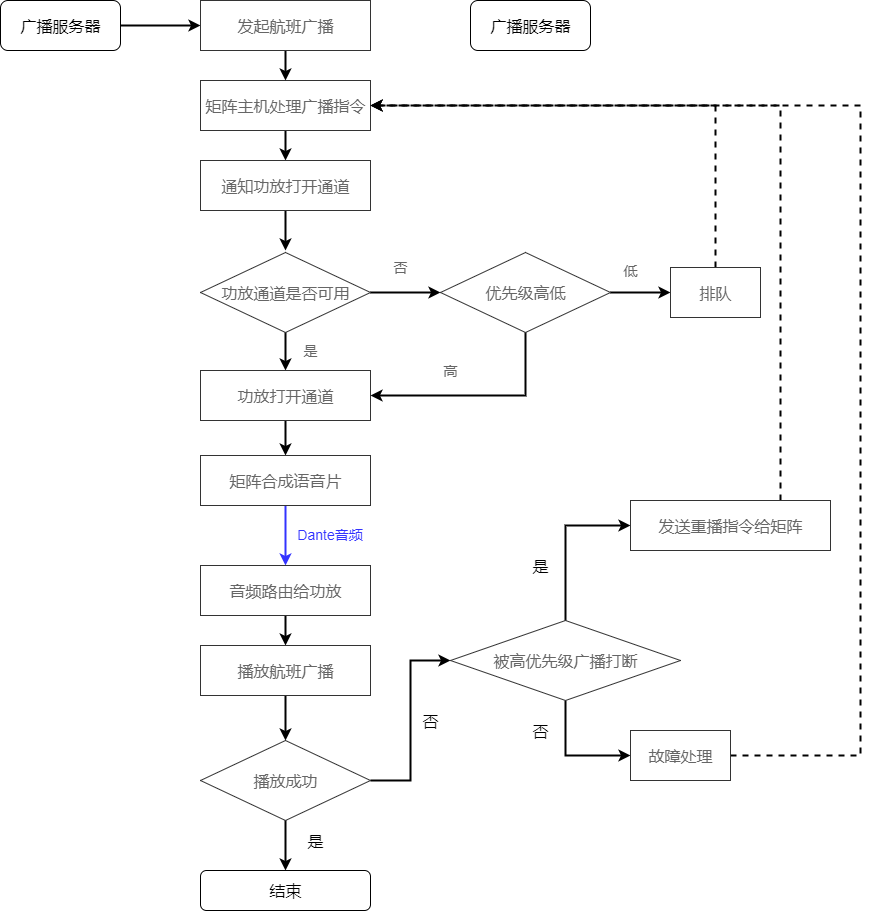 广播服务器
发起航班广播
广播服务器
矩阵主机处理广播指令
通知功放打开通道
功放通道是否可用
否
优先级高低
低
排队
是
高
功放打开通道
矩阵合成语音片
Dante音频
发送重播指令给矩阵
是
音频路由给功放
播放航班广播
被高优先级广播打断
否
否
播放成功
故障处理
是
结束